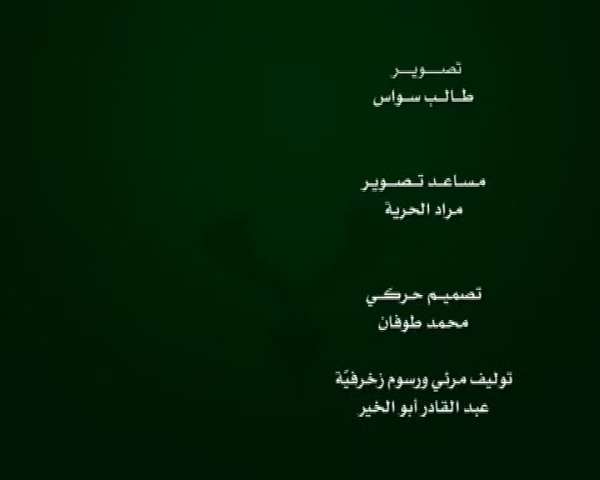 تصوير
طالب سواس
مساعد تصوير
مراد الحرية
تصميم حركي
محمد طوفان
توليف مرئي ورسوم زخرفيّة
عبد القادر أبو الخير